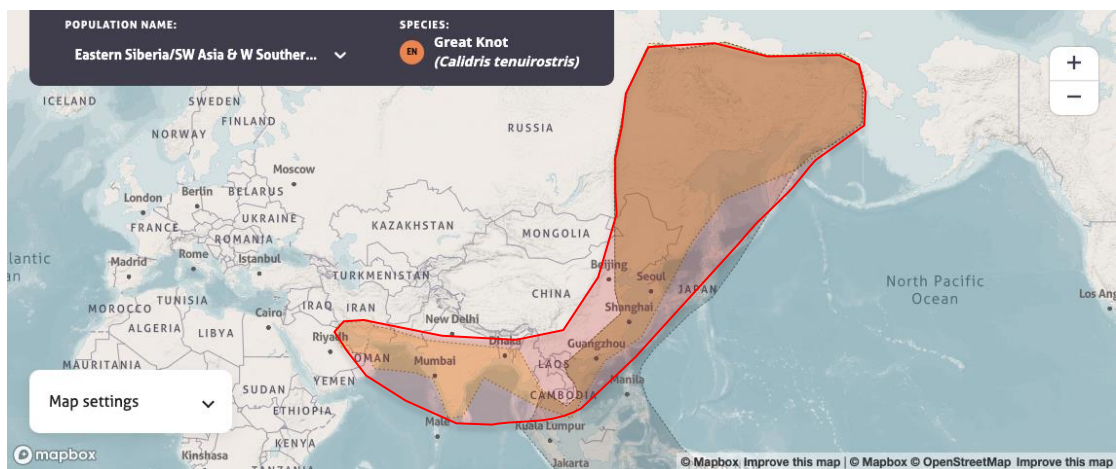 POPULATION NAME:
Eastern Siberia/SW Asia & W Souther...
SPECIES:
EN
Great Knot
(Calidris tenuirostris)
+
−
ICELAND
SWEDEN
FINLAND
NORWAY
RUSSIA
Moscow
London
Berlin
BELARUS
UKRAINE
FRANCE
ROMANIA
KAZAKHSTAN
MONGOLIA
Madrid
Rome
Istanbul
TURKMENISTAN
Beijing
Seoul
JAPAN
North Pacific
Ocean
lantic
an
MOROCCO
TUNISIA
ALGERIA
LIBYA
Cairo
IRAQ
IRAN
CHINA
Shanghai
Los Ang
New Delhi
Riyadh
OMAN
Mumbai
Dhaka
Guangzhou
LAOS
MAURITANIA
SUDAN
YEMEN
Manila
CAMBODIA
Map settings
ETHIOPIA
Male
Kuala Lumpur
KENYA
Kinshasa
Jakarta
TANZANIA
mapbox
© Mapbox Improve this map | © Mapbox © OpenStreetMap Improve this map